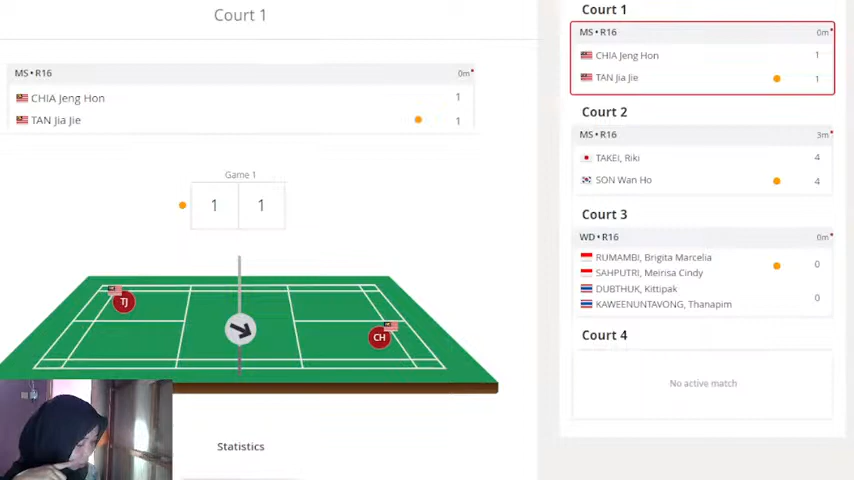 Court 1
MS • R16 0m
CHIA Jeng Hon 1
TAN Jia Jie 1
Game 1
1 1
TJ
CH
Statistics
Court 1
MS • R16 0m
CHIA Jeng Hon 1
TAN Jia Jie 1
Court 2
MS • R16 3m
TAKEI, Riki 4
SON Wan Ho 4
Court 3
WD • R16 0m
RUMAMBI, Brigita Marcelia 0
SAHPUTRI, Meirisa Cindy
DUBTHUK, Kittipak 0
KAWEENUNTAVONG, Thanapim
Court 4
No active match